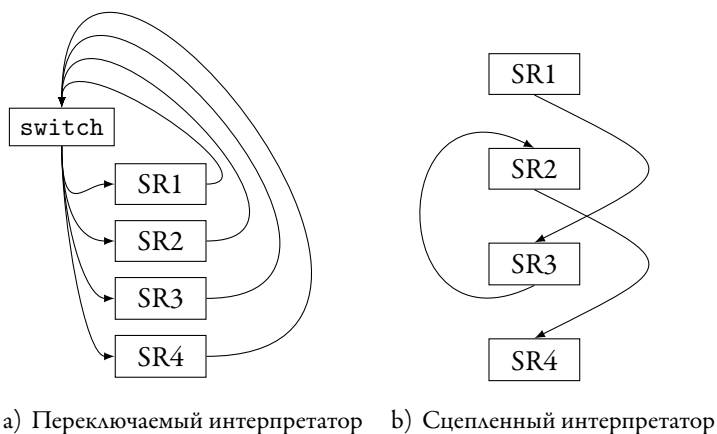 switch
SR1
SR2
SR3
SR4
SR1
SR2
SR3
SR4
a) Переключаемый интерпретатор
b) Сцепленный интерпретатор